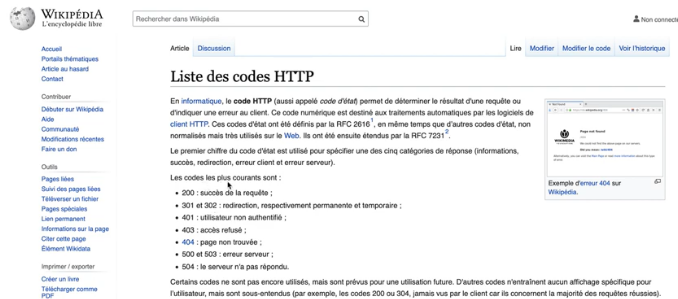 WIKIPÉDIA
L'encyclopédie libre
Rechercher dans Wikipédia
Non connecté
Article Discussion
Lire Modifier Modifier le code Voir l'historique
Accueil
Portails thématiques
Article au hasard
Contact
Contribuer
Débuter sur Wikipédia
Aide
Communauté
Modifications récentes
Faire un don
Outils
Pages liées
Suivi des pages liées
Téléverser un fichier
Pages spéciales
Lien permanent
Informations sur la page
Citer cette page
Élément Wikidata
Imprimer / exporter
Créer un livre
Télécharger comme
PDF
Liste des codes HTTP
En informatique, le code HTTP (aussi appelé code d'état) permet de déterminer le résultat d'une requête ou
d'indiquer une erreur au client. Ce code numérique est destiné aux traitements automatiques par les logiciels de
client HTTP. Ces codes d'état ont été définis par la RFC 2616¹, en même temps que d'autres codes d'état, non
normalisés mais très utilisés sur le Web. Ils ont été ensuite étendus par la RFC 7231².
Le premier chiffre du code d'état est utilisé pour spécifier une des cinq catégories de réponse (informations,
succès, redirection, erreur client et erreur serveur).
Les codes les plus courants sont :
• 200 : succès de la requête ;
• 301 et 302 : redirection, respectivement permanente et temporaire ;
• 401 : utilisateur non authentifié ;
• 403 : accès refusé ;
• 404 : page non trouvée ;
• 500 et 503 : erreur serveur ;
• 504 : le serveur n'a pas répondu.
Certains codes ne sont pas encore utilisés, mais sont prévus pour une utilisation future. D'autres codes n'entraînent aucun affichage spécifique pour
l'utilisateur, mais sont sous-entendus (par exemple, les codes 200 ou 304, jamais vus par le client car ils concernent la majorité des requêtes réussies).
Page not found
Exemple d'erreur 404 sur
Wikipédia.